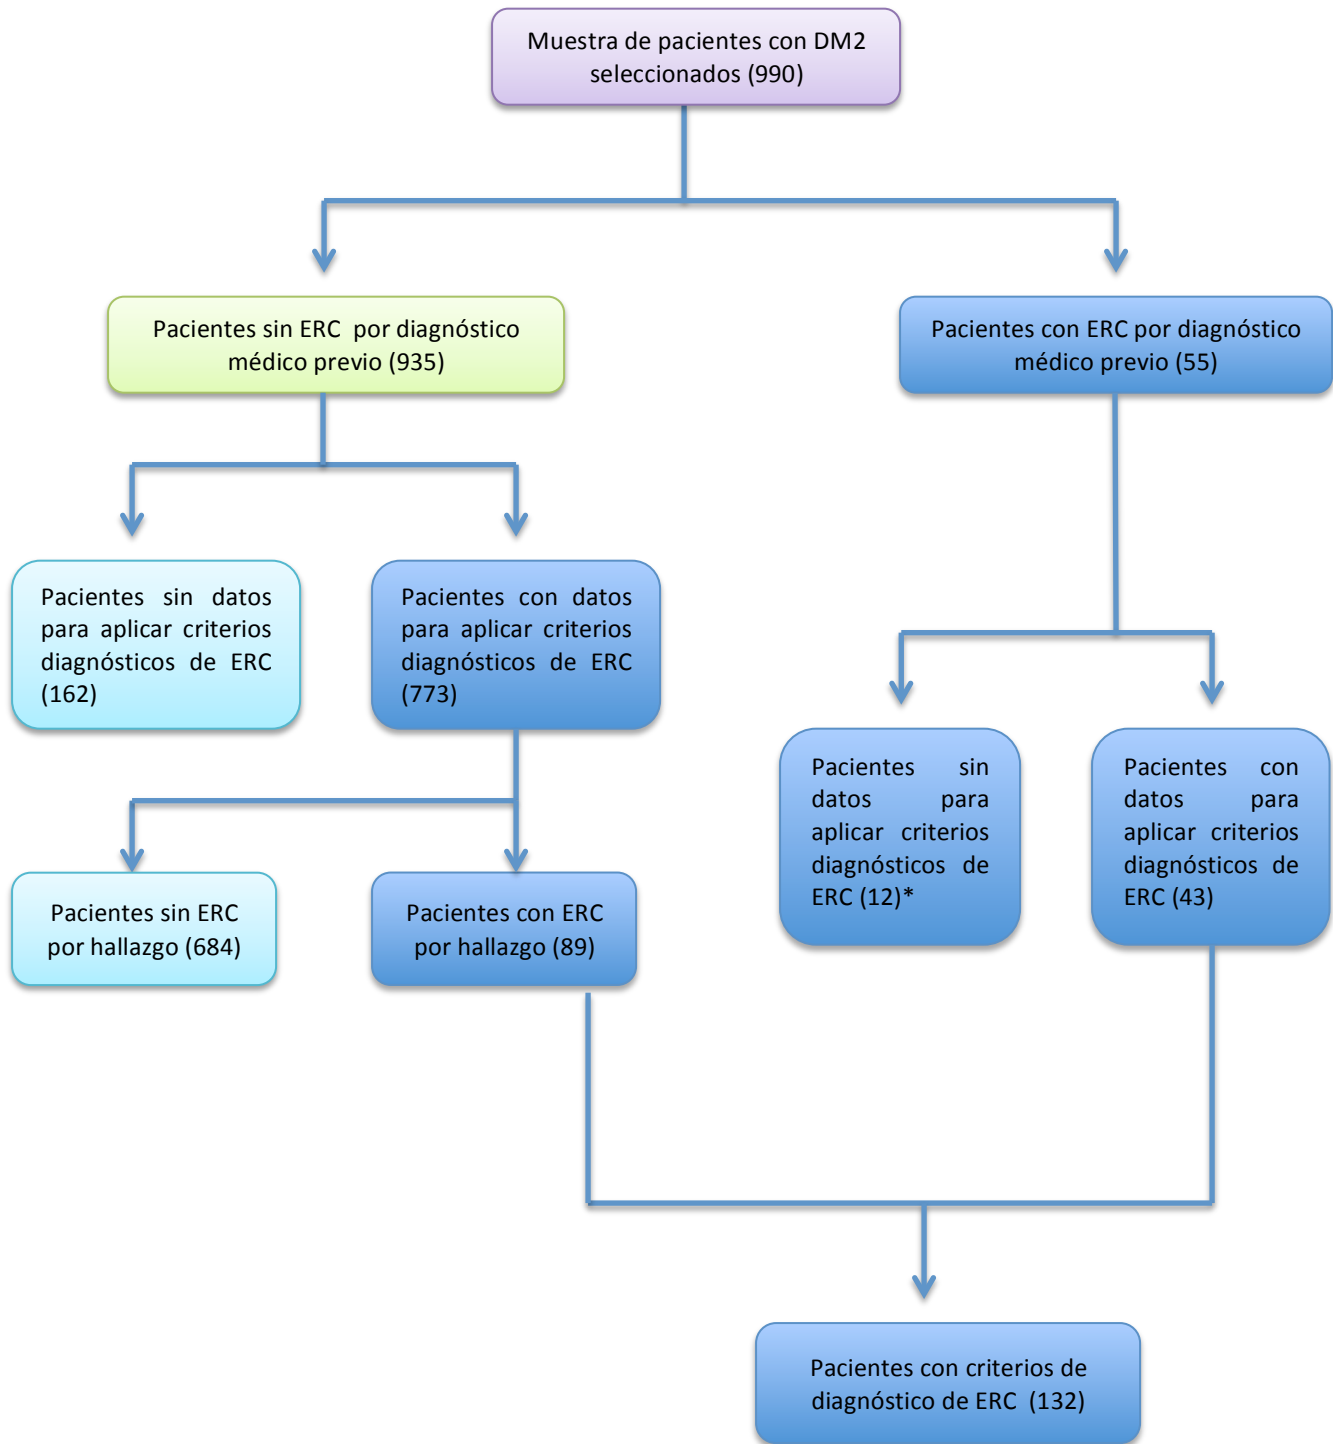 Muestra de pacientes con DM2
seleccionados (990)
Pacientes sin ERC por diagnóstico
médico previo (935)
Pacientes con ERC por diagnóstico
médico previo (55)
Pacientes sin datos
para aplicar criterios
diagnósticos de ERC
(162)
Pacientes con datos
para aplicar criterios
diagnósticos de ERC
(773)
Pacientes sin
datos para
aplicar criterios
diagnósticos de
ERC (12)*
Pacientes con
datos para
aplicar criterios
diagnósticos de
ERC (43)
Pacientes sin ERC
por hallazgo (684)
Pacientes con ERC
por hallazgo (89)
Pacientes con criterios de
diagnóstico de ERC (132)